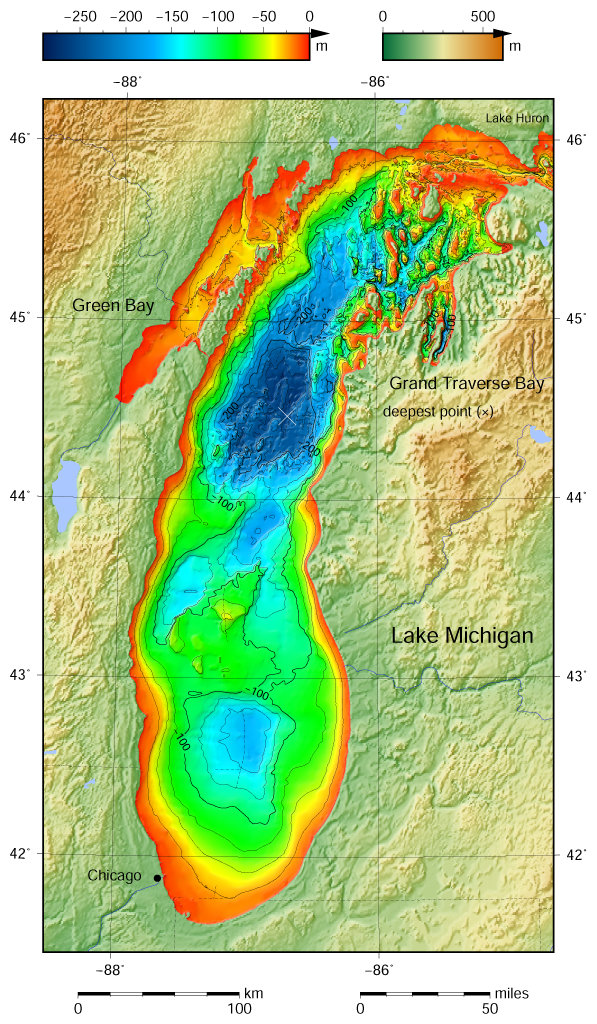 −250 −200 −150 −100 −50 0
m
0 500
m
−88° −86°
Lake Huron
46° 46°
−100
Green Bay
45° 45°
−200
−100
Grand Traverse Bay
deepest point (×)
−200
−200
44° 44°
−100
Lake Michigan
43° 43°
−100
−100
42° 42°
Chicago
−88° −86°
km
0 100
miles
0 50